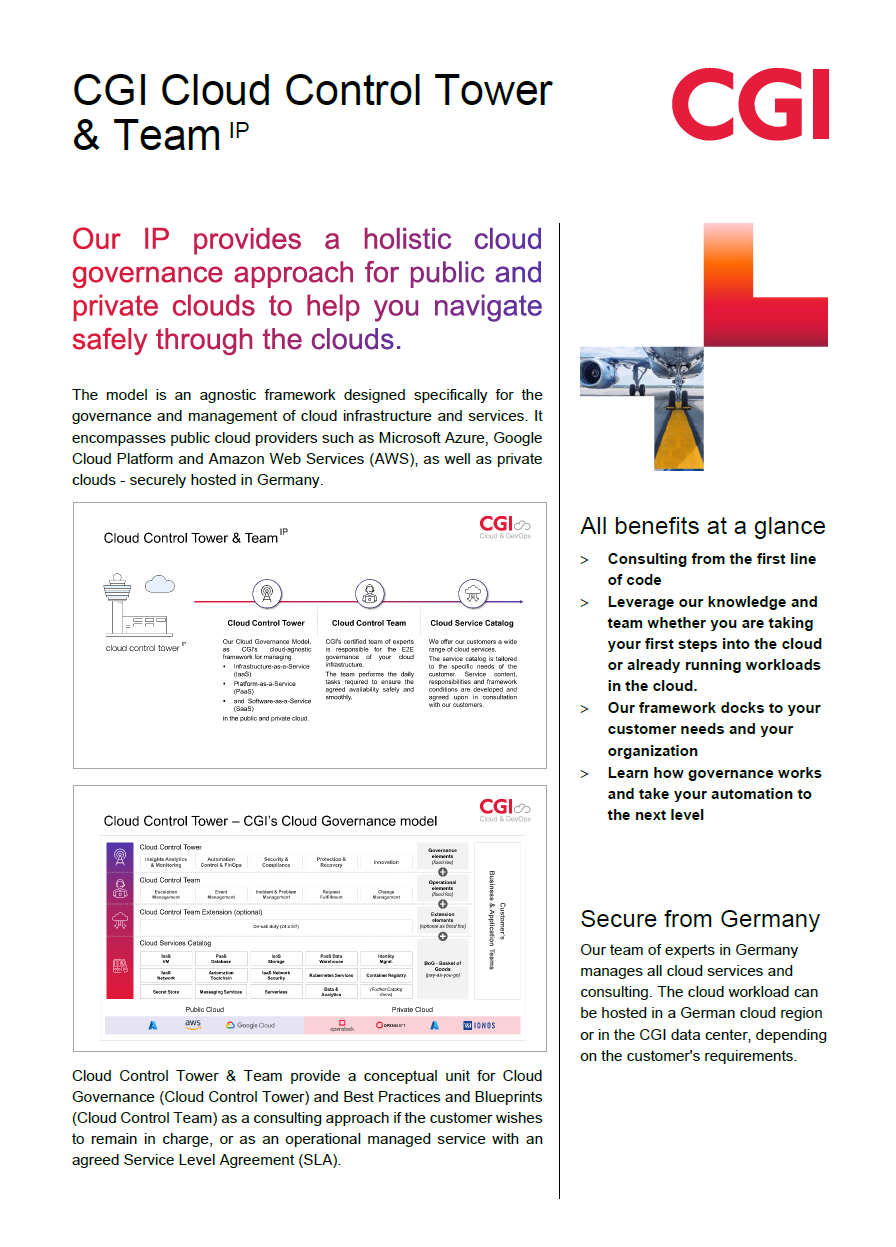 CGI Cloud Control Tower
& Team IP
CGI
Our IP provides a holistic cloud
governance approach for public and
private clouds to help you navigate
safely through the clouds.
The model is an agnostic framework designed specifically for the
governance and management of cloud infrastructure and services. It
encompasses public cloud providers such as Microsoft Azure, Google
Cloud Platform and Amazon Web Services (AWS), as well as private
clouds - securely hosted in Germany.
Cloud Control Tower & Team IP
CGI
Cloud & DevOps
cloud control tower IP
Cloud Control Tower
Our Cloud Governance Model,
as CGI's cloud-agnostic
framework for managing
• Infrastructure-as-a-Service
(IaaS)
• Platform-as-a-Service
(PaaS)
• and Software-as-a-Service
(SaaS)
in the public and private cloud.
Cloud Control Team
CGI's certified team of experts
is responsible for the E2E
governance of your cloud
infrastructure.
The team performs the daily
tasks required to ensure the
agreed availability safely and
smoothly.
Cloud Service Catalog
We offer our customers a wide
range of cloud services.
The service catalog is tailored
to the specific needs of the
customer. Service content,
responsibilities and framework
conditions are developed and
agreed upon in consultation
with our customers.
Cloud Control Tower – CGI's Cloud Governance model
CGI
Cloud & DevOps
Cloud Control Tower
Insights Analytics
& Monitoring
Automation
Control & FinOps
Security &
Compliance
Protection &
Recovery
Innovation
Governance
elements
(fixed fee)
Cloud Control Team
Escalation
Management
Event
Management
Incident & Problem
Management
Request
Fulfillment
Change
Management
Operational
elements
(fixed fee)
Cloud Control Team Extension (optional)
On-call duty (24 x 7)
Extension
elements
(optional as fixed fee)
Cloud Services Catalog
IaaS
VM
PaaS
Database
IaaS
Storage
PaaS Data
Warehouse
Identity
Mgmt.
IaaS
Network
Automation
Toolchain
IaaS Network
Security
Kubernetes Services
Container Registry
Secret Store
Messaging Services
Serverless
Data &
Analytics
(Further Catalog
items)
BoG - Basket of
Goods
(pay-as-you-go)
Customer's
Business & Application Teams
Public Cloud
Private Cloud
aws
Google Cloud
openstack.
OPENSHIFT
IONOS
Cloud Control Tower & Team provide a conceptual unit for Cloud
Governance (Cloud Control Tower) and Best Practices and Blueprints
(Cloud Control Team) as a consulting approach if the customer wishes
to remain in charge, or as an operational managed service with an
agreed Service Level Agreement (SLA).
All benefits at a glance
> Consulting from the first line
of code
> Leverage our knowledge and
team whether you are taking
your first steps into the cloud
or already running workloads
in the cloud.
> Our framework docks to your
customer needs and your
organization
> Learn how governance works
and take your automation to
the next level
Secure from Germany
Our team of experts in Germany
manages all cloud services and
consulting. The cloud workload can
be hosted in a German cloud region
or in the CGI data center, depending
on the customer's requirements.